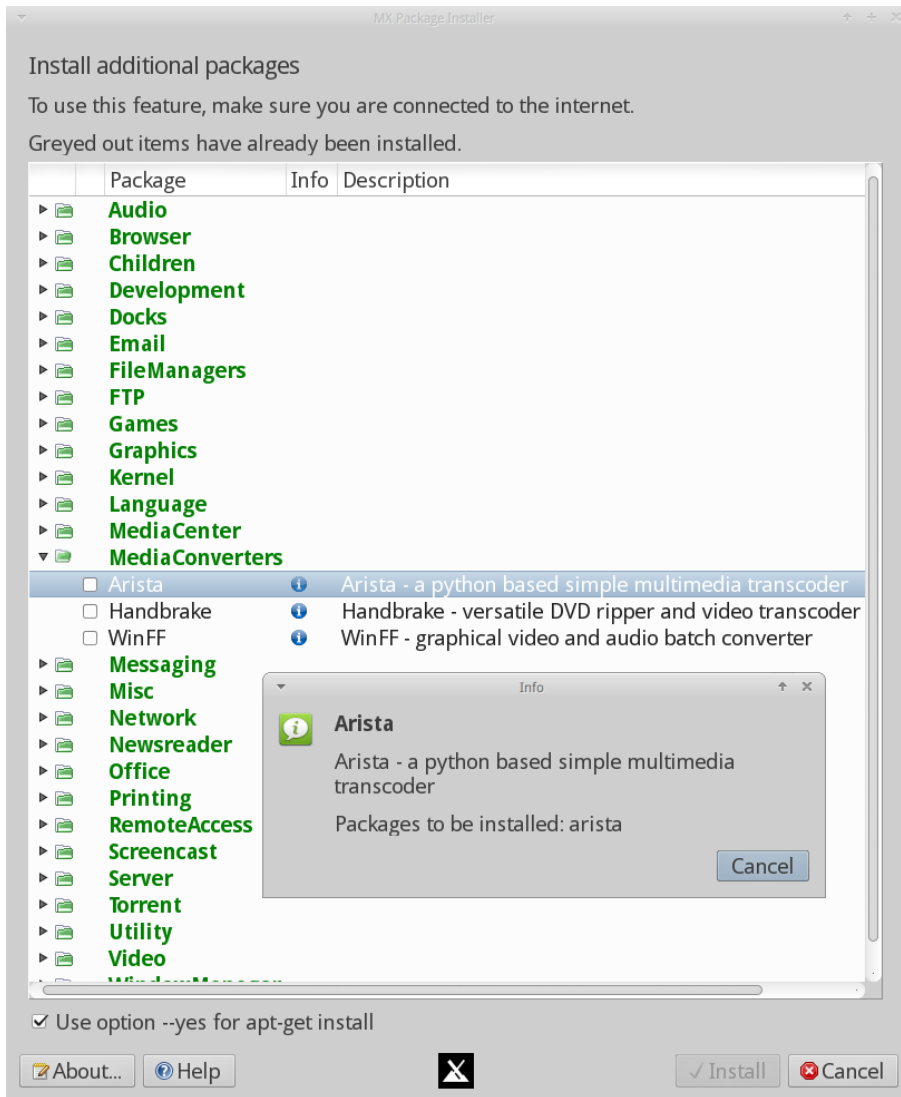 MX Package Installer
Install additional packages
To use this feature, make sure you are connected to the internet.
Greyed out items have already been installed.
Package Info Description
Audio
Browser
Children
Development
Docks
Email
FileManagers
FTP
Games
Graphics
Kernel
Language
MediaCenter
MediaConverters
Arista Arista - a python based simple multimedia transcoder
Handbrake Handbrake - versatile DVD ripper and video transcoder
WinFF WinFF - graphical video and audio batch converter
Messaging
Misc
Network
Newsreader
Office
Printing
RemoteAccess
Screencast
Server
Torrent
Utility
Video
Info
Arista
Arista - a python based simple multimedia
transcoder
Packages to be installed: arista
Cancel
Use option --yes for apt-get install
About... Help Install Cancel